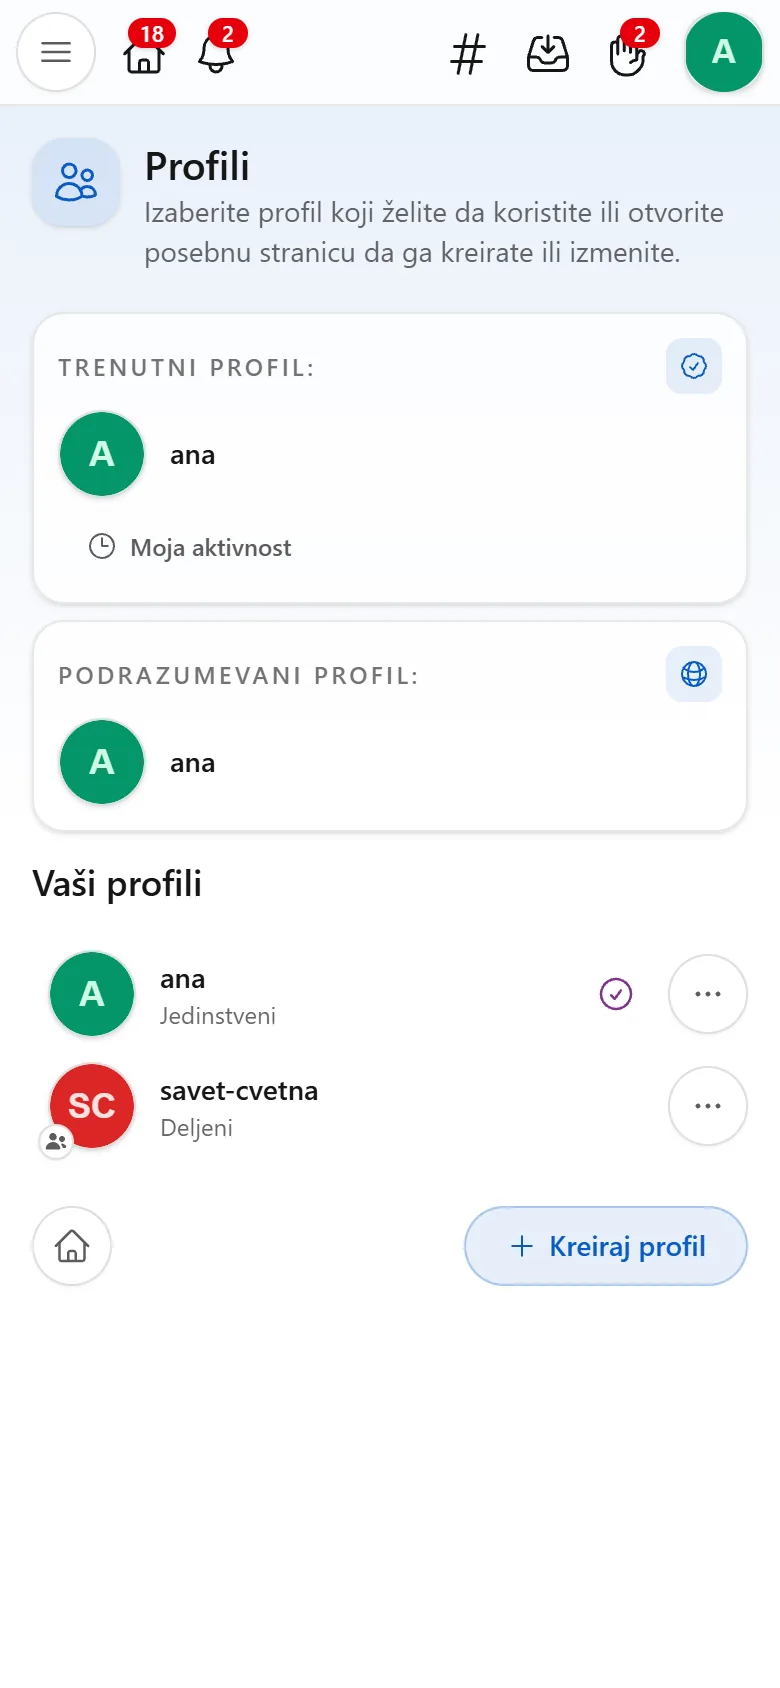 18
2
2
A
Profili
Izaberite profil koji želite da koristite ili otvorite
posebnu stranicu da ga kreirate ili izmenite.
TRENUTNI PROFIL:
A
ana
Moja aktivnost
PODRAZUMEVANI PROFIL:
A
ana
Vaši profili
A
ana
Jedinstveni
SC
savet-cvetna
Deljeni
Kreiraj profil